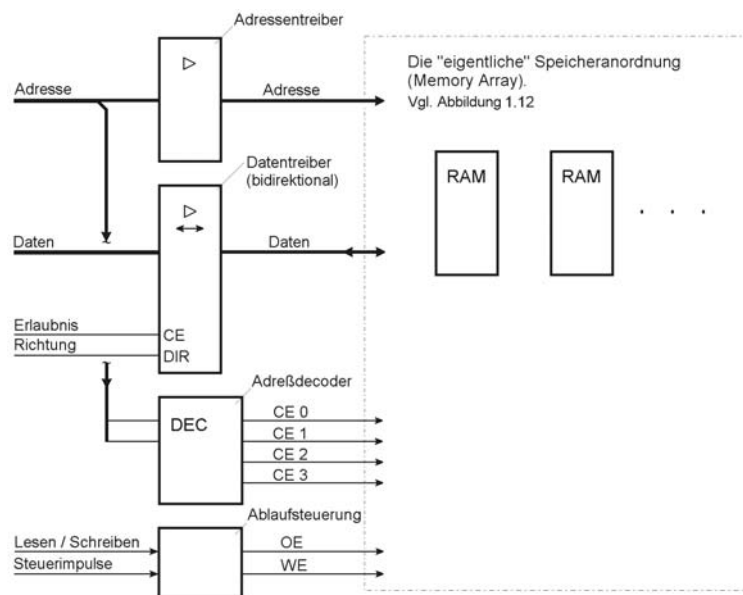 Adressentreiber
Adresse
Adresse
Die "eigentliche" Speicheranordnung
(Memory Array).
Vgl. Abbildung 1.12
Datentreiber
(bidirektional)
RAM
RAM
. . .
Daten
Daten
Erlaubnis
CE
Richtung
DIR
Adreßdecoder
DEC
CE 0
CE 1
CE 2
CE 3
Ablaufsteuerung
Lesen / Schreiben
OE
Steuerimpulse
WE